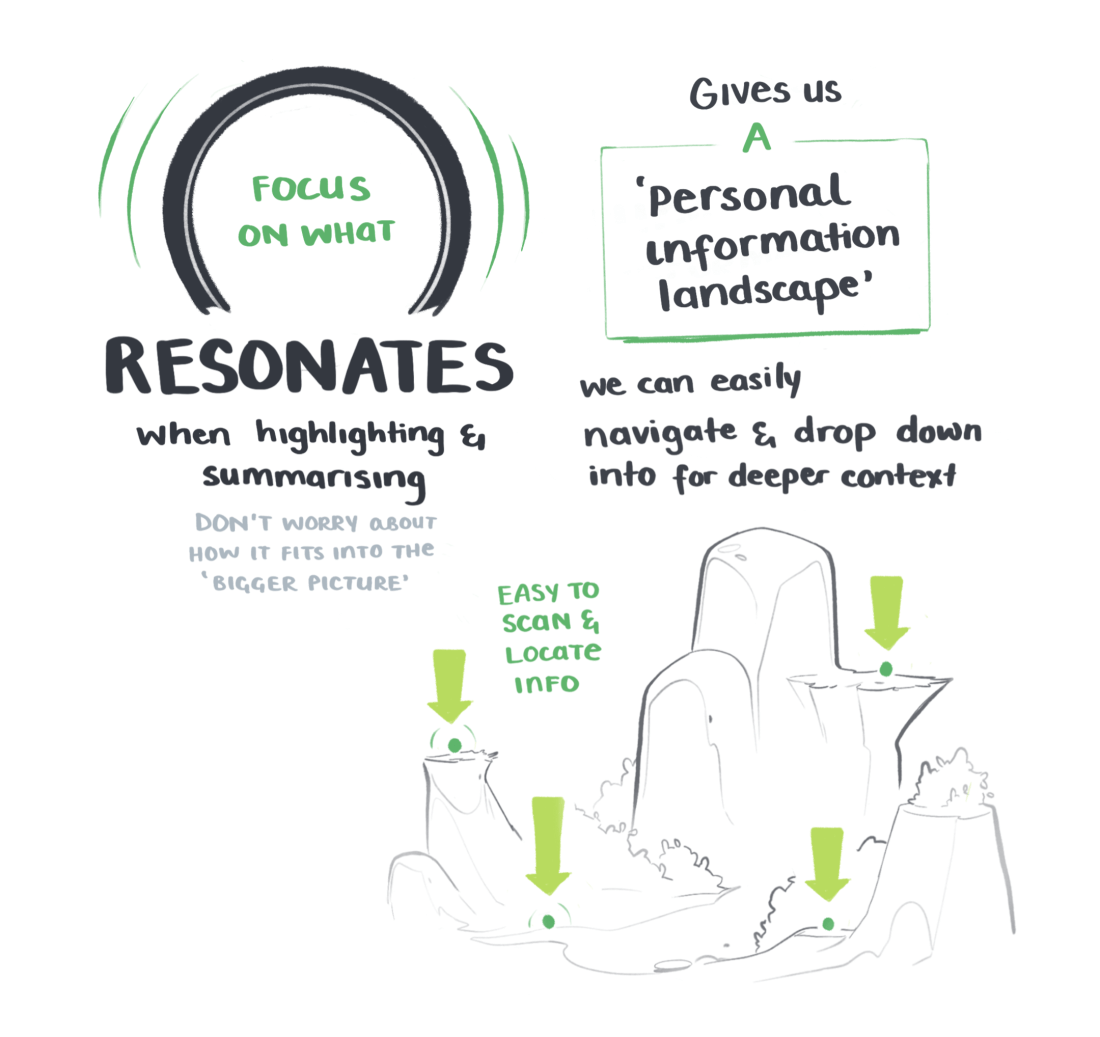 FOCUS
ON WHAT
RESONATES
when highlighting &
summarising
DON'T WORRY ABOUT
HOW IT FITS INTO THE
'BIGGER PICTURE'
Gives us
A
'personal
information
landscape'
we can easily
navigate & drop down
into for deeper context
EASY TO
SCAN &
LOCATE
INFO